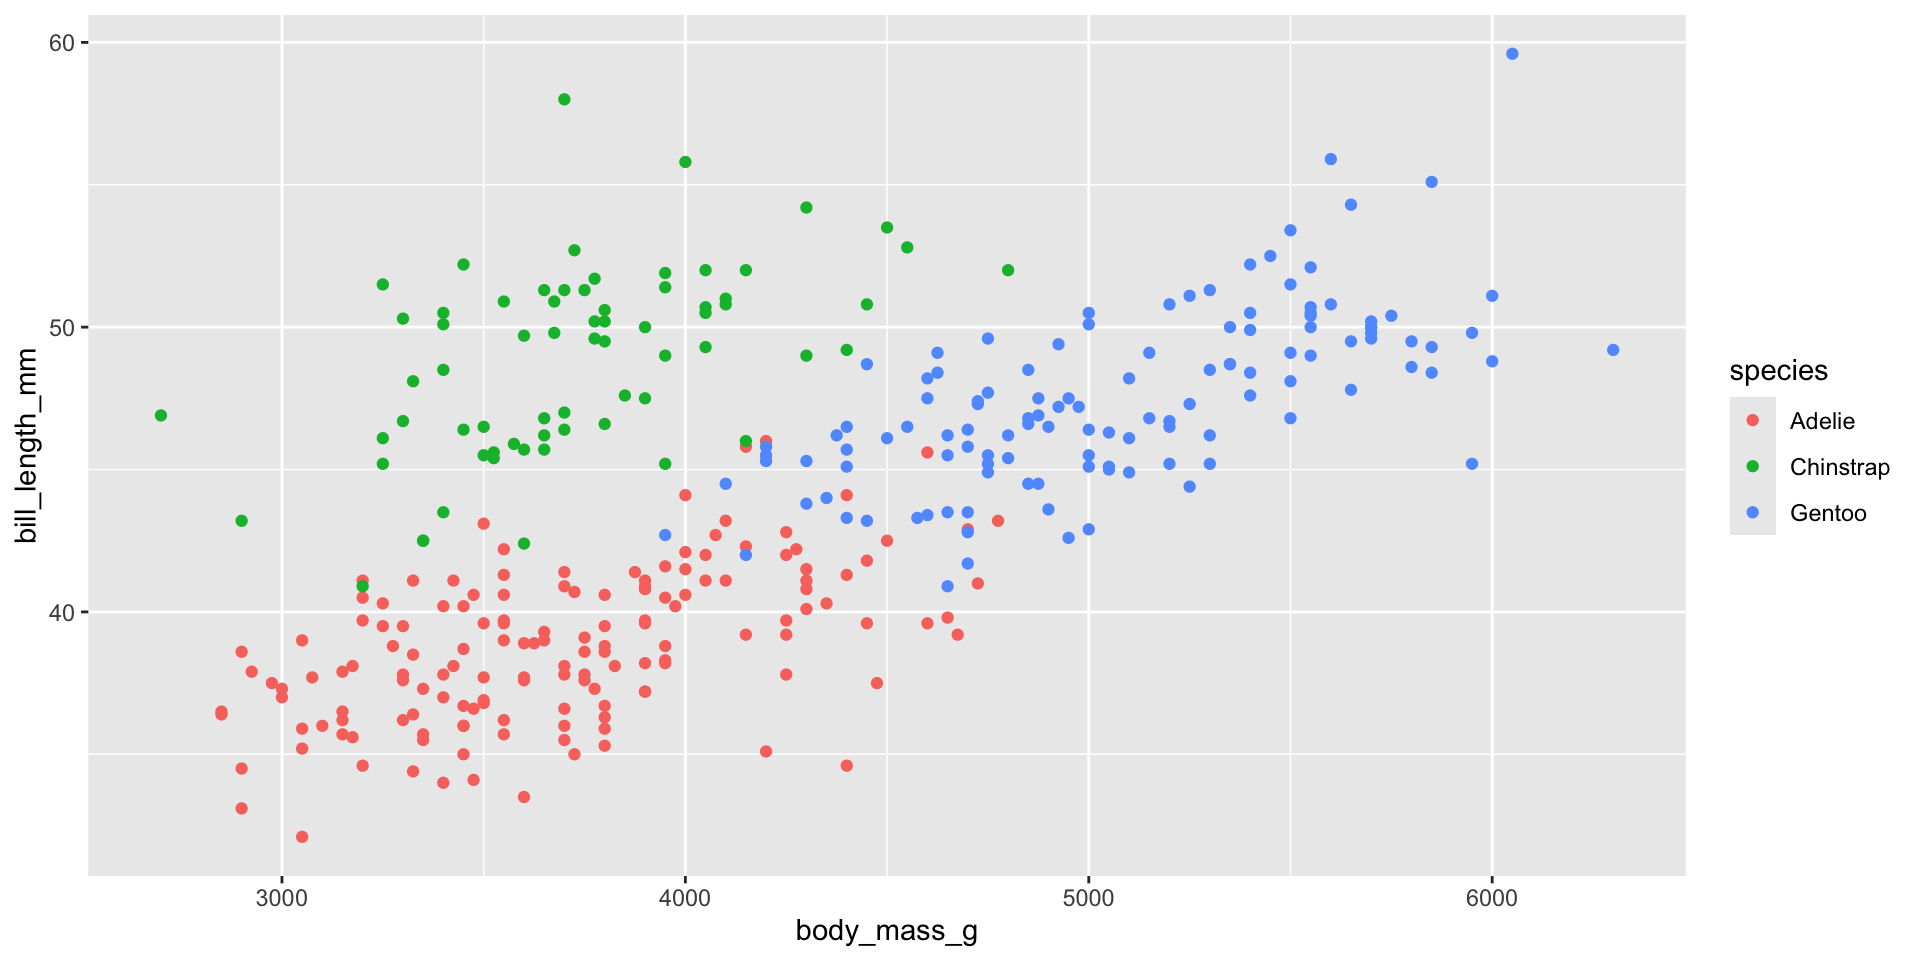 60
50
40
bill_length_mm
3000 4000 5000 6000
body_mass_g
species
Adelie
Chinstrap
Gentoo